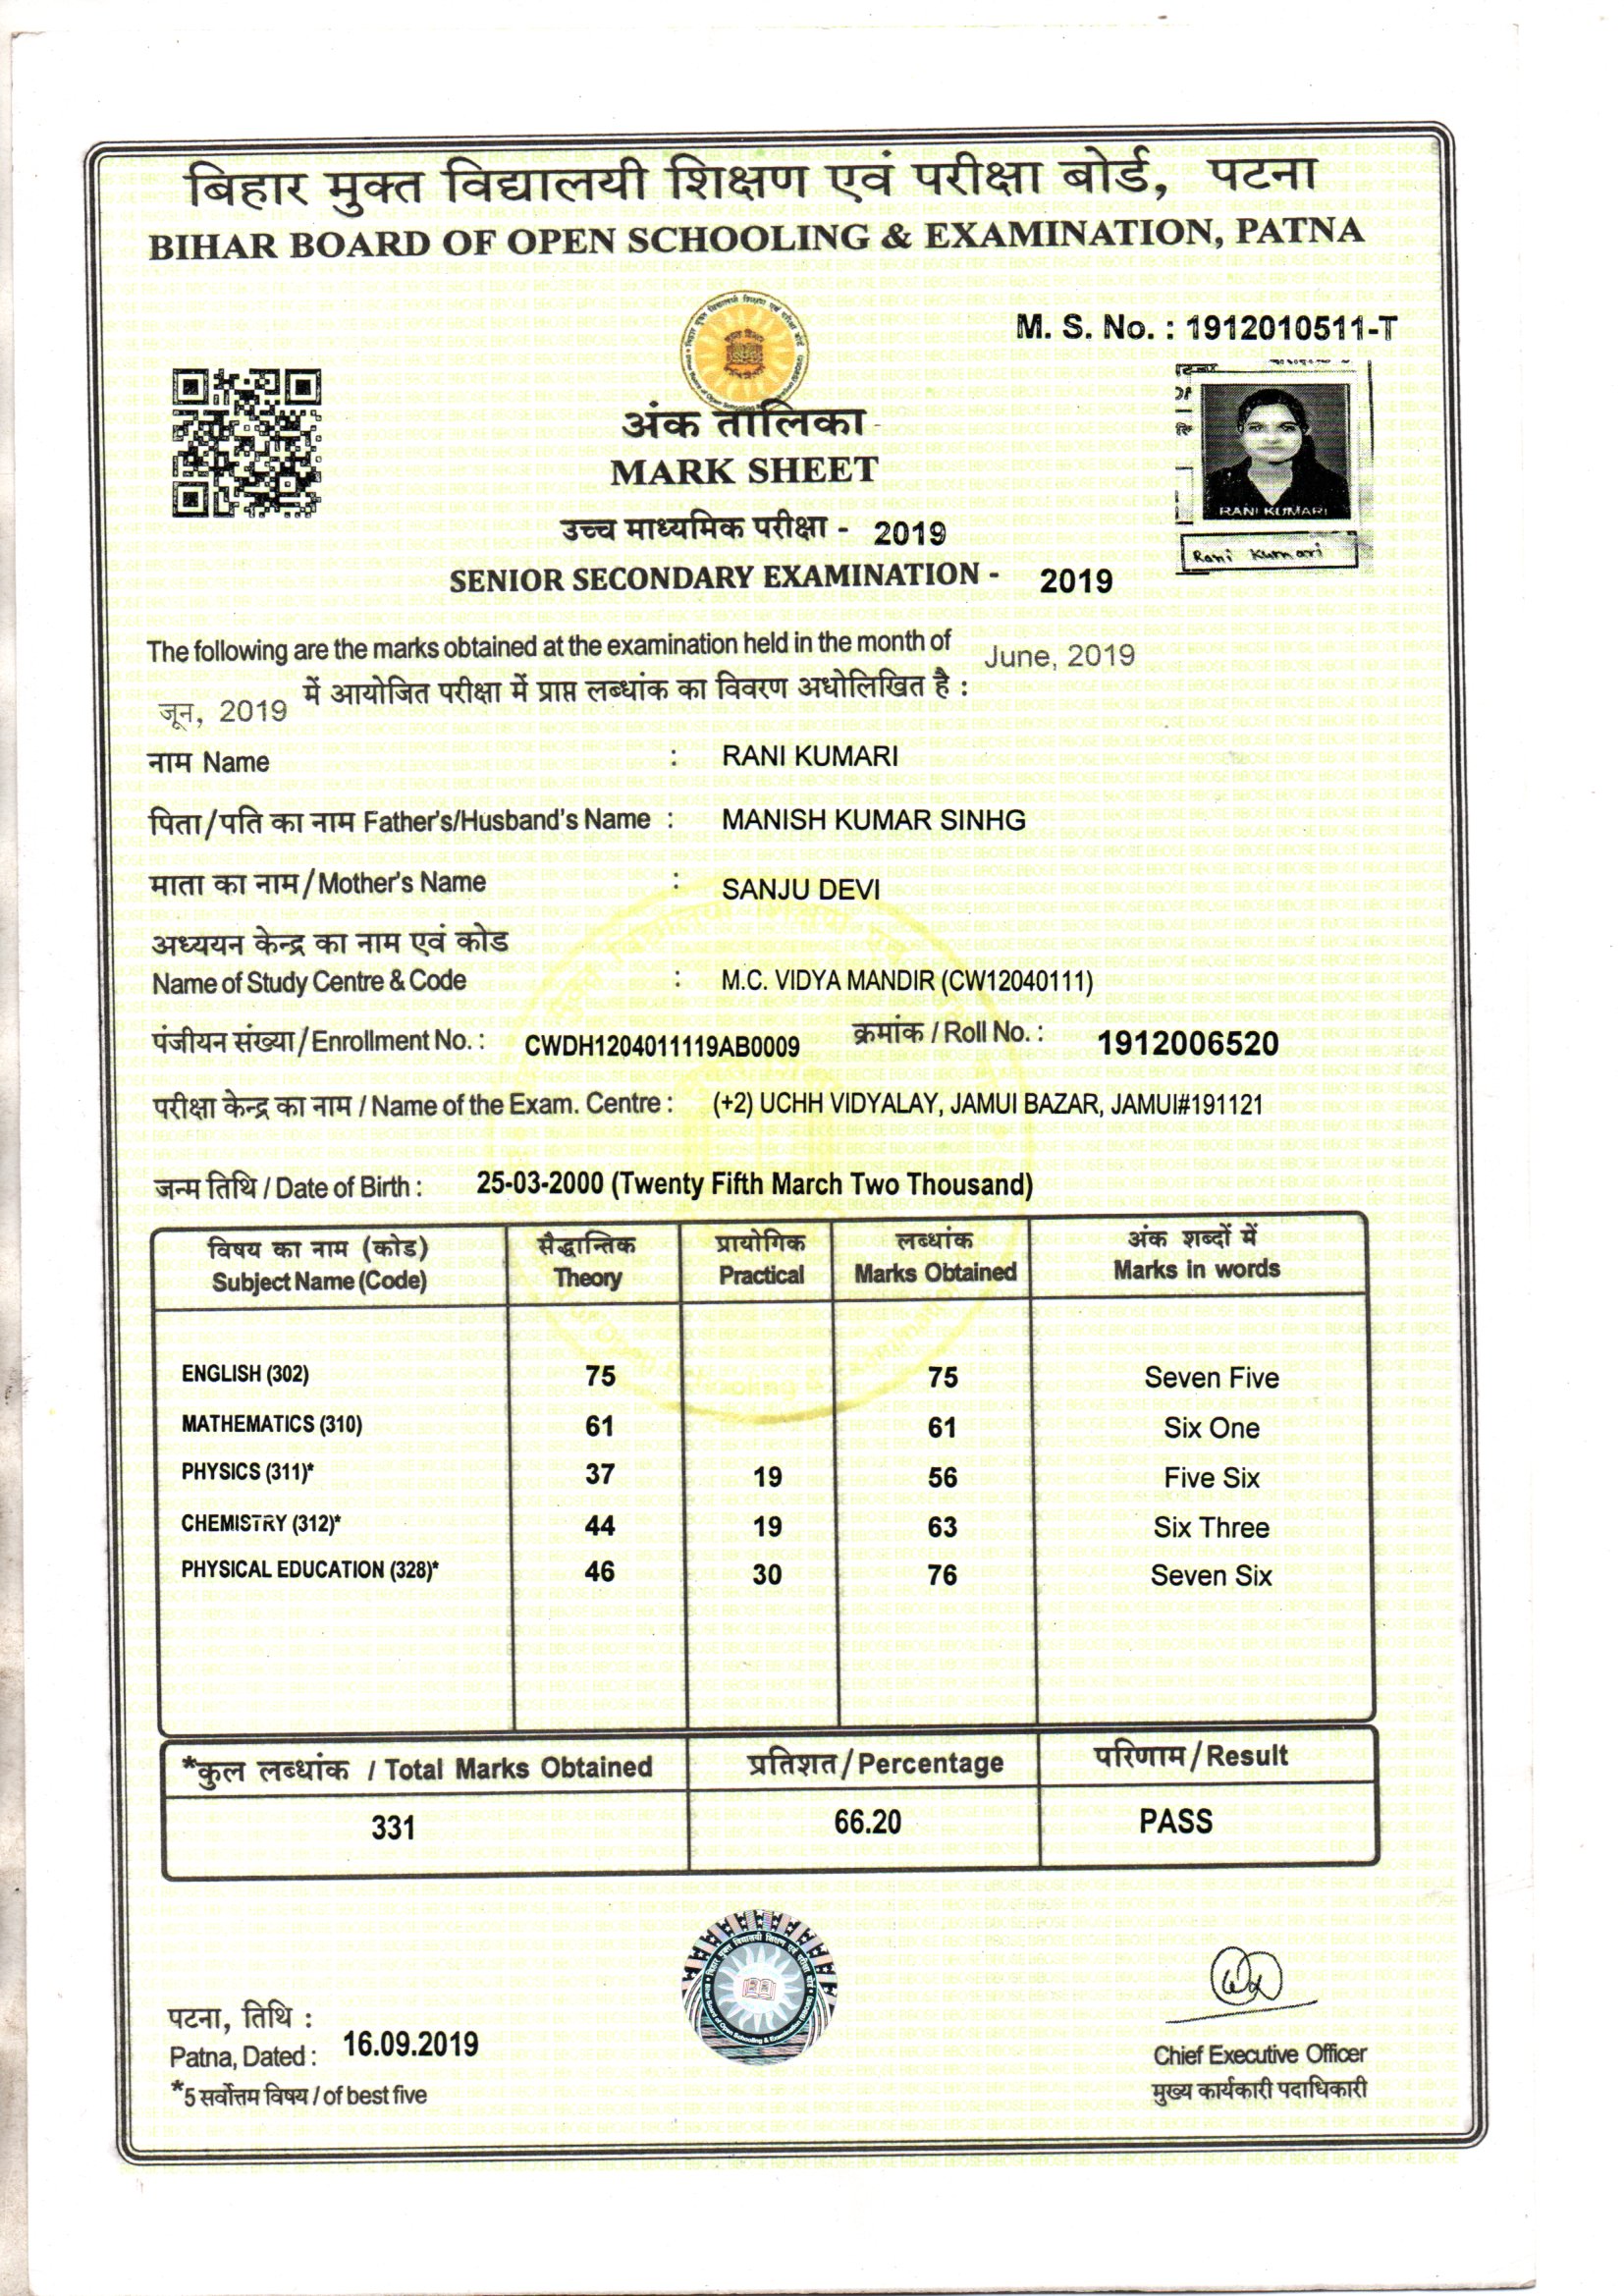 बिहार मुक्त विद्यालयी शिक्षण एवं परीक्षा बोर्ड, पटना
BIHAR BOARD OF OPEN SCHOOLING & EXAMINATION, PATNA
M. S. No. : 1912010511-T
अंक तालिका
MARK SHEET
RANI KUMARI
Rani Kumari
उच्च माध्यमिक परीक्षा - 2019
SENIOR SECONDARY EXAMINATION - 2019
The following are the marks obtained at the examination held in the month of June, 2019
जून, 2019 में आयोजित परीक्षा में प्राप्त लब्धांक का विवरण अधोलिखित है :
नाम Name : RANI KUMARI
पिता/पति का नाम Father's/Husband's Name : MANISH KUMAR SINHG
माता का नाम/Mother's Name : SANJU DEVI
अध्ययन केन्द्र का नाम एवं कोड
Name of Study Centre & Code : M.C. VIDYA MANDIR (CW12040111)
पंजीयन संख्या/Enrollment No. : CWDH1204011119AB0009 क्रमांक / Roll No. : 1912006520
परीक्षा केन्द्र का नाम / Name of the Exam. Centre : (+2) UCHH VIDYALAY, JAMUI BAZAR, JAMUI#191121
जन्म तिथि / Date of Birth : 25-03-2000 (Twenty Fifth March Two Thousand)
विषय का नाम (कोड) सैद्धान्तिक प्रायोगिक लब्धांक अंक शब्दों में
Subject Name (Code) Theory Practical Marks Obtained Marks in words
ENGLISH (302) 75 75 Seven Five
MATHEMATICS (310) 61 61 Six One
PHYSICS (311)* 37 19 56 Five Six
CHEMISTRY (312)* 44 19 63 Six Three
PHYSICAL EDUCATION (328)* 46 30 76 Seven Six
*कुल लब्धांक / Total Marks Obtained प्रतिशत/Percentage परिणाम/Result
331 66.20 PASS
पटना, तिथि :
Patna, Dated : 16.09.2019
*5 सर्वोत्तम विषय / of best five
Chief Executive Officer
मुख्य कार्यकारी पदाधिकारी